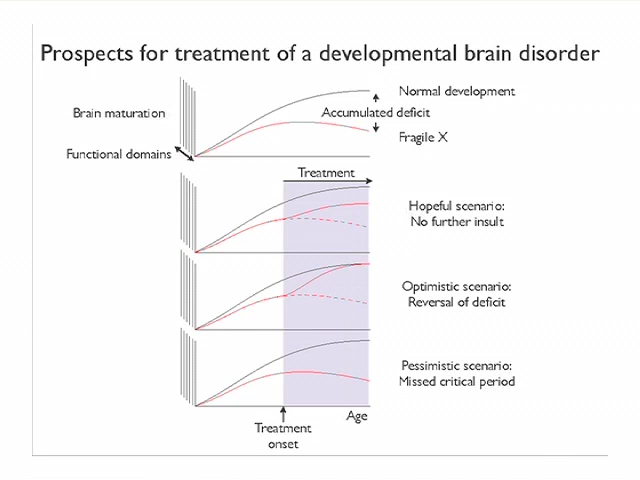 Prospects for treatment of a developmental brain disorder
Normal development
Brain maturation
Accumulated deficit
Fragile X
Functional domains
Treatment
Hopeful scenario:
No further insult
Optimistic scenario:
Reversal of deficit
Pessimistic scenario:
Missed critical period
Age
Treatment
onset